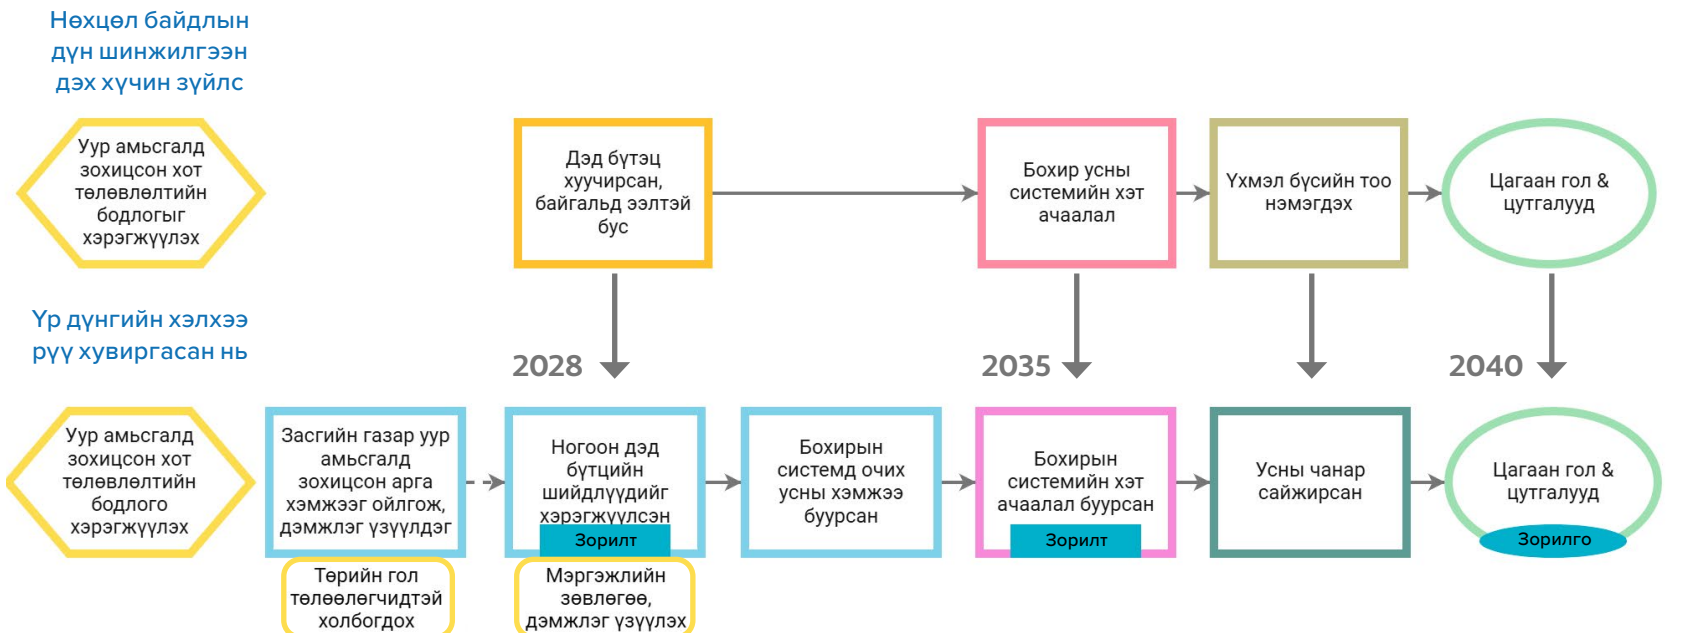 Нөхцөл байдлын
дүн шинжилгээн
дэх хүчин зүйлс
Уур амьсгалд
зохицсон хот
төлөвлөлтийн
бодлогыг
хэрэгжүүлэх
Дэд бүтэц
хуучирсан,
байгальд ээлтэй
бус
Бохир усны
системийн хэт
ачаалал
Үхмэл бүсийн тоо
нэмэгдэх
Цагаан гол &
цутгалууд
Үр дүнгийн хэлхээ
рүү хувиргасан нь
2028
2035
2040
Уур амьсгалд
зохицсон хот
төлөвлөлтийн
бодлого
хэрэгжүүлэх
Засгийн газар уур
амьсгалд
зохицсон арга
хэмжээг ойлгож,
дэмжлэг үзүүлдэг
Төрийн гол
төлөөлөгчидтэй
холбогдох
Ногоон дэд
бүтцийн
шийдлүүдийг
хэрэгжүүлсэн
Зорилт
Мэргэжлийн
зөвлөгөө,
дэмжлэг үзүүлэх
Бохирын
системд очих
усны хэмжээ
буурсан
Бохирын
системийн хэт
ачаалал буурсан
Зорилт
Усны чанар
сайжирсан
Цагаан гол &
цутгалууд
Зорилго